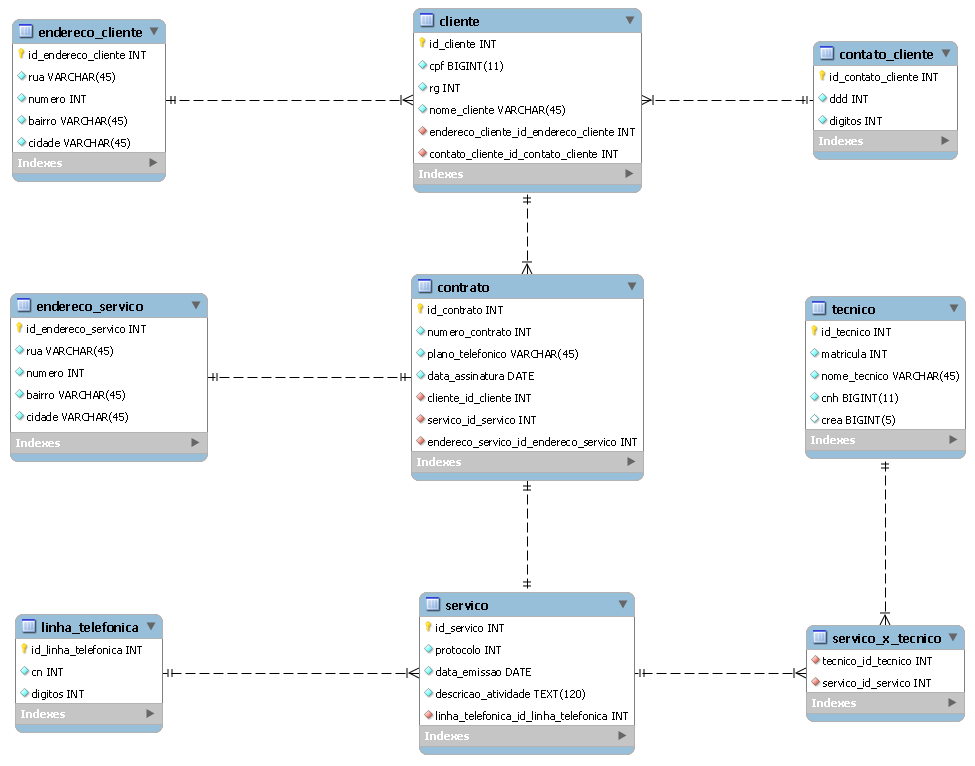 endereco_cliente
id_endereco_cliente INT
rua VARCHAR(45)
numero INT
bairro VARCHAR(45)
cidade VARCHAR(45)
Indexes
cliente
id_cliente INT
cpf BIGINT(11)
rg INT
nome_cliente VARCHAR(45)
endereco_cliente_id_endereco_cliente INT
contato_cliente_id_contato_cliente INT
Indexes
contato_cliente
id_contato_cliente INT
ddd INT
digitos INT
Indexes
endereco_servico
id_endereco_servico INT
rua VARCHAR(45)
numero INT
bairro VARCHAR(45)
cidade VARCHAR(45)
Indexes
contrato
id_contrato INT
numero_contrato INT
plano_telefonico VARCHAR(45)
data_assinatura DATE
cliente_id_cliente INT
servico_id_servico INT
endereco_servico_id_endereco_servico INT
Indexes
tecnico
id_tecnico INT
matricula INT
nome_tecnico VARCHAR(45)
cnh BIGINT(11)
crea BIGINT(5)
Indexes
linha_telefonica
id_linha_telefonica INT
cn INT
digitos INT
Indexes
servico
id_servico INT
protocolo INT
data_emissao DATE
descricao_atividade TEXT(120)
linha_telefonica_id_linha_telefonica INT
Indexes
servico_x_tecnico
tecnico_id_tecnico INT
servico_id_servico INT
Indexes